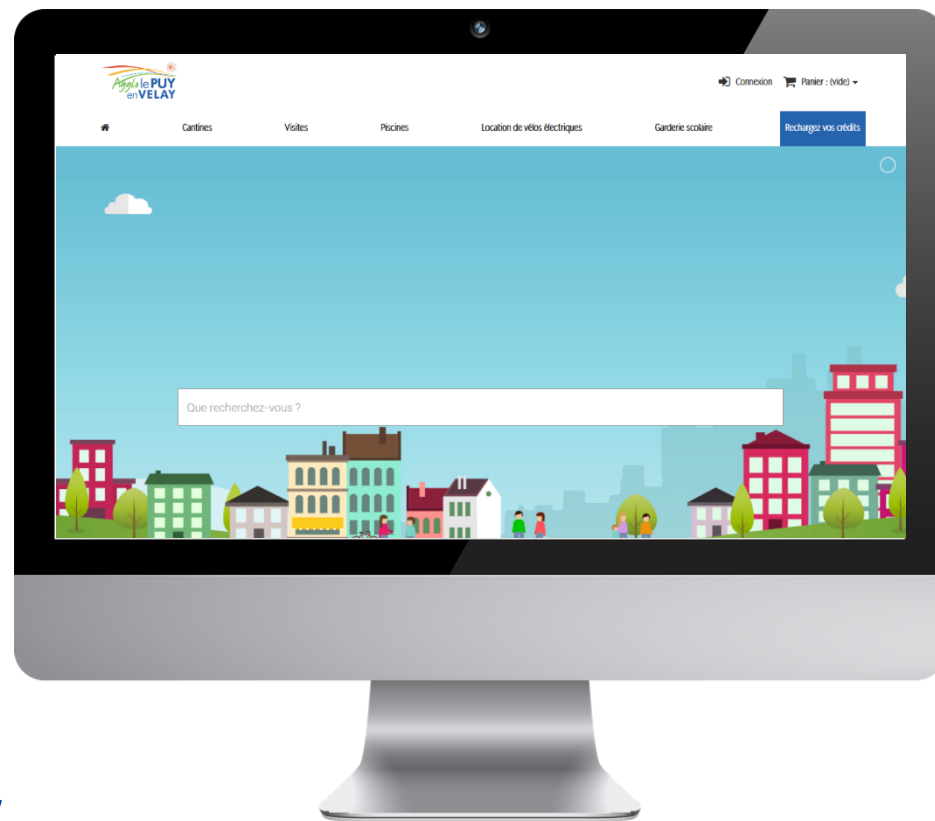 Agglo le PUY
en VELAY
Connexion
Panier : (vide)
Cantines
Visites
Piscines
Location de vélos électriques
Garderie scolaire
Rechargez vos crédits
Que recherchez-vous ?